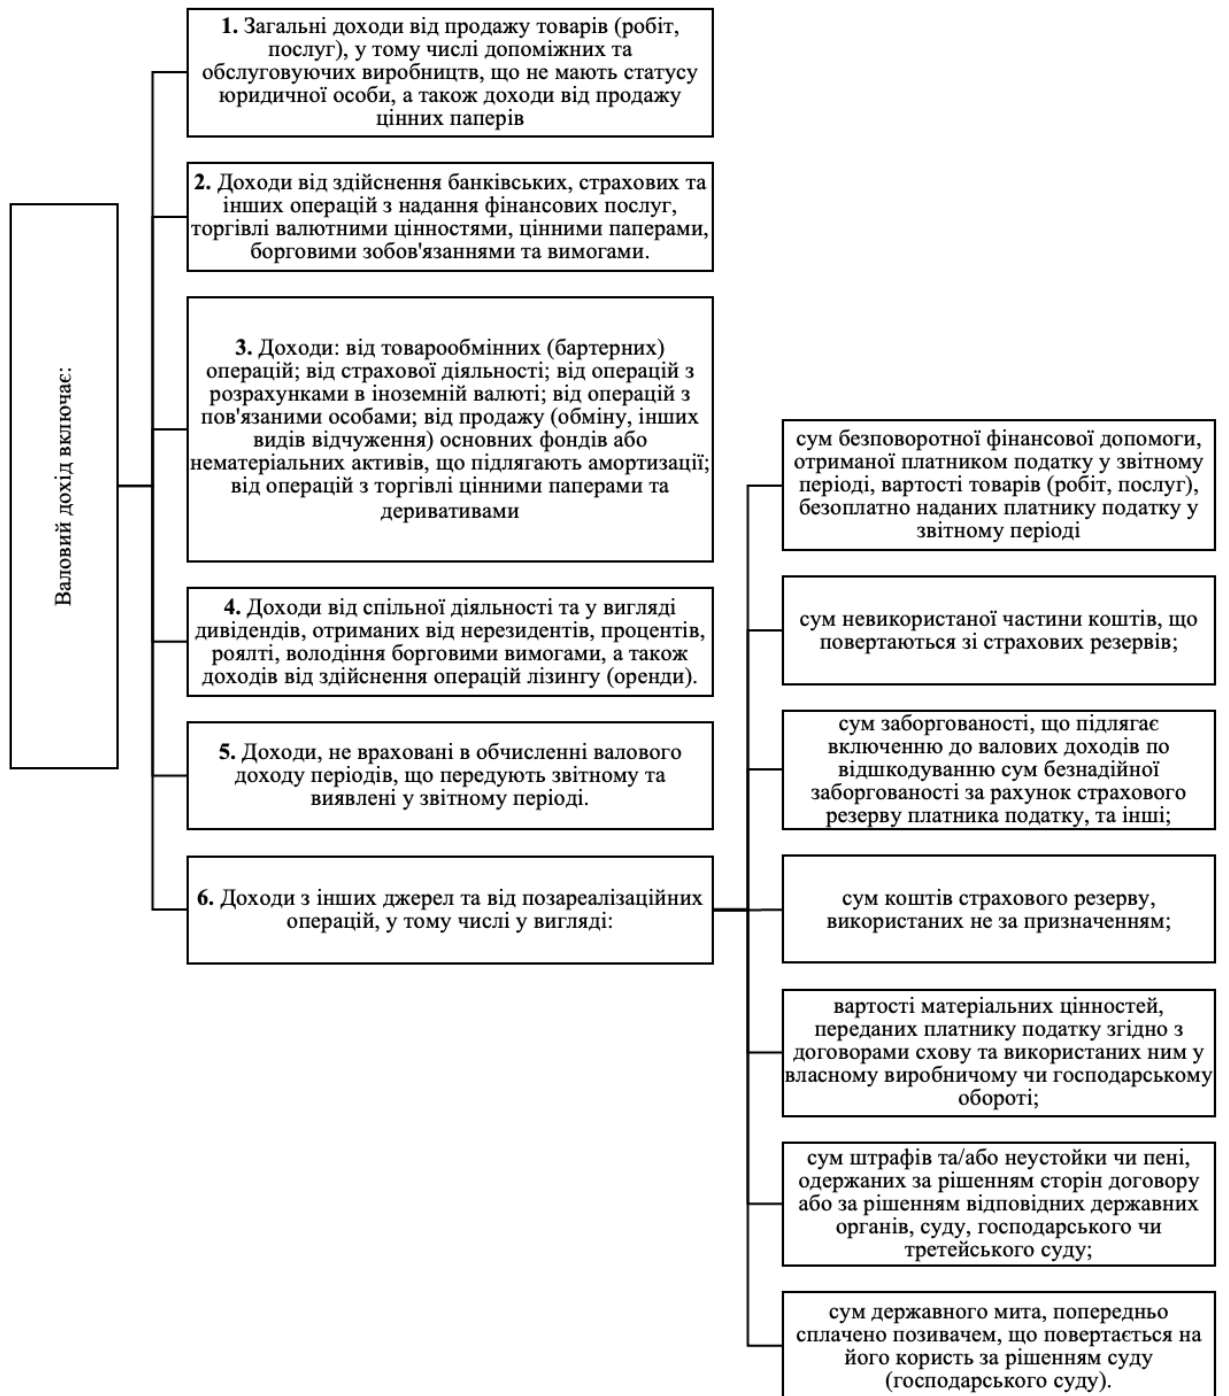 Валовий дохід включає:
1. Загальні доходи від продажу товарів (робіт,
послуг), у тому числі допоміжних та
обслуговуючих виробництв, що не мають статусу
юридичної особи, а також доходи від продажу
цінних паперів
2. Доходи від здійснення банківських, страхових та
інших операцій з надання фінансових послуг,
торгівлі валютними цінностями, цінними паперами,
борговими зобов'язаннями та вимогами.
3. Доходи: від товарообмінних (бартерних)
операцій; від страхової діяльності; від операцій з
розрахунками в іноземній валюті; від операцій з
пов'язаними особами; від продажу (обміну, інших
видів відчуження) основних фондів або
нематеріальних активів, що підлягають амортизації;
від операцій з торгівлі цінними паперами та
деривативами
4. Доходи від спільної діяльності та у вигляді
дивідендів, отриманих від нерезидентів, процентів,
роялті, володіння борговими вимогами, а також
доходів від здійснення операцій лізингу (оренди).
5. Доходи, не враховані в обчисленні валового
доходу періодів, що передують звітному та
виявлені у звітному періоді.
6. Доходи з інших джерел та від позареалізаційних
операцій, у тому числі у вигляді:
сум безповоротної фінансової допомоги,
отриманої платником податку у звітному
періоді, вартості товарів (робіт, послуг),
безоплатно наданих платнику податку у
звітному періоді
сум невикористаної частини коштів, що
повертаються зі страхових резервів;
сум заборгованості, що підлягає
включенню до валових доходів по
відшкодуванню сум безнадійної
заборгованості за рахунок страхового
резерву платника податку, та інші;
сум коштів страхового резерву,
використаних не за призначенням;
вартості матеріальних цінностей,
переданих платнику податку згідно з
договорами схову та використаних ним у
власному виробничому чи господарському
обороті;
сум штрафів та/або неустойки чи пені,
одержаних за рішенням сторін договору
або за рішенням відповідних державних
органів, суду, господарського чи
третейського суду;
сум державного мита, попередньо
сплачено позивачем, що повертається на
його користь за рішенням суду
(господарського суду).